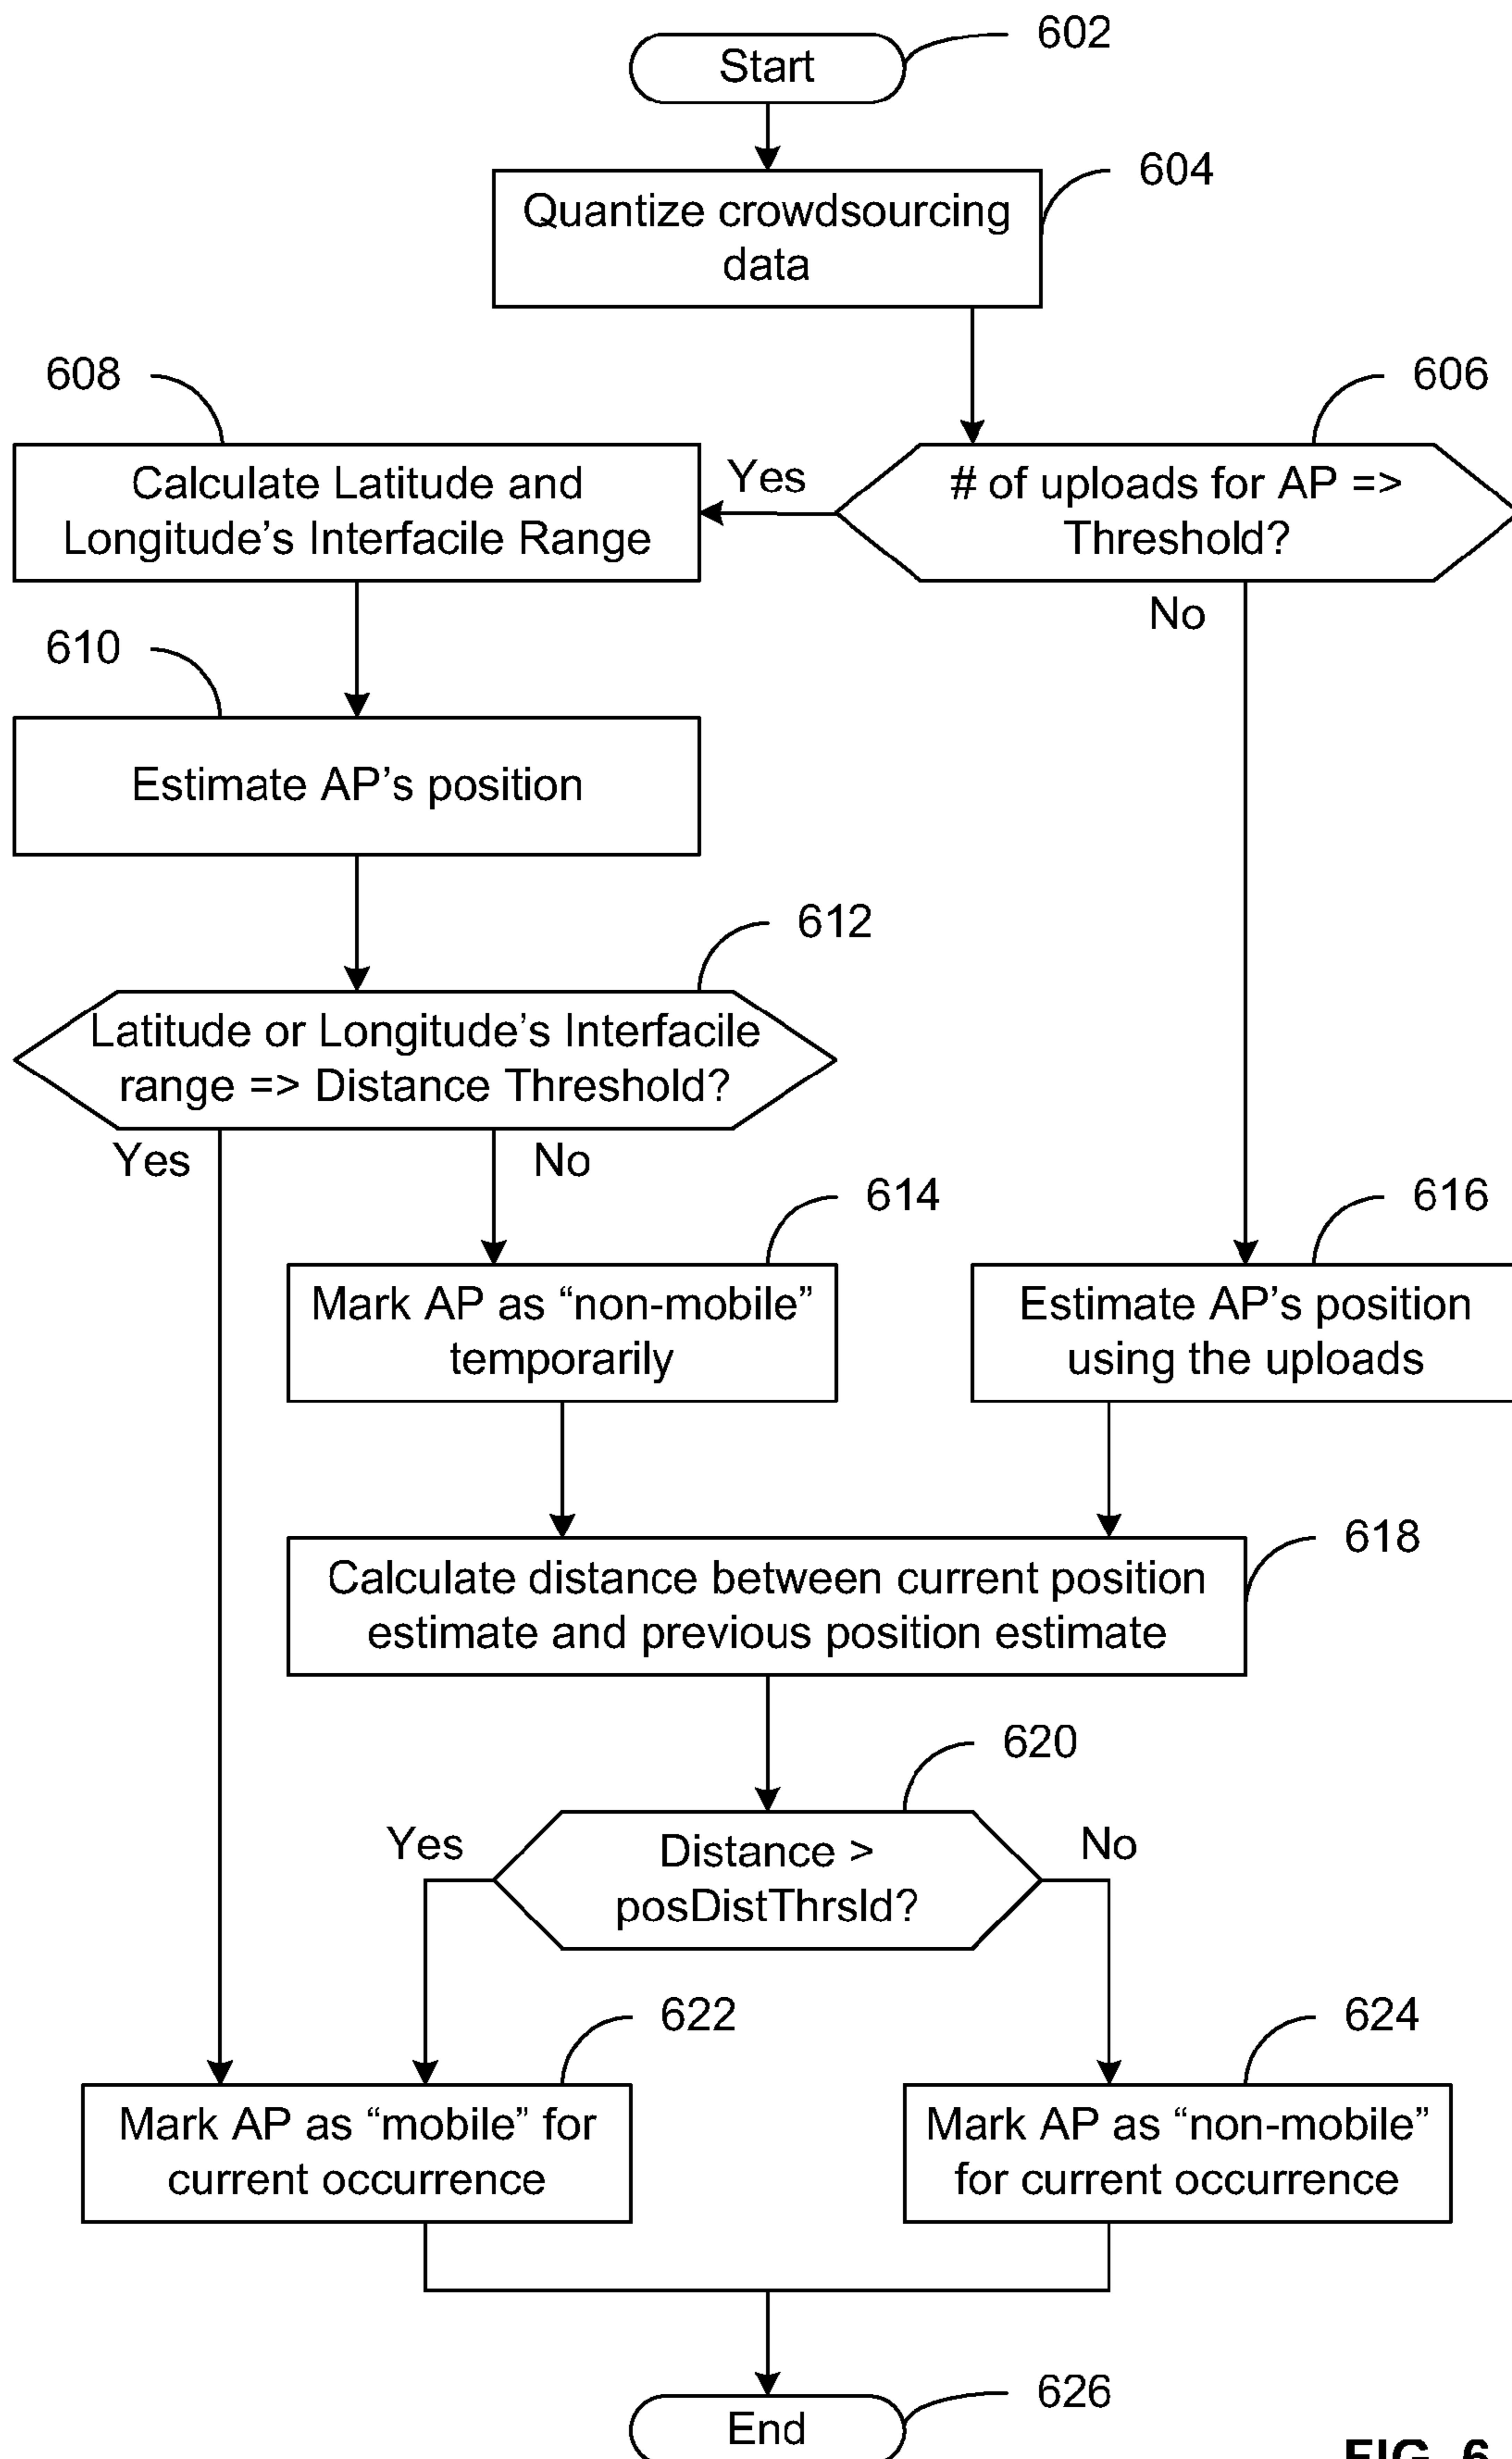 Start
602
Quantize crowdsourcing
data
604
608
606
Calculate Latitude and
Longitude's Interfacile Range
Yes
# of uploads for AP =>
Threshold?
No
610
Estimate AP's position
612
Latitude or Longitude's Interfacile
range => Distance Threshold?
Yes
No
614
616
Mark AP as “non-mobile”
temporarily
Estimate AP's position
using the uploads
618
Calculate distance between current position
estimate and previous position estimate
620
Yes
Distance >
posDistThrsld?
No
622
624
Mark AP as “mobile” for
current occurrence
Mark AP as “non-mobile”
for current occurrence
626
End
FIG. 6